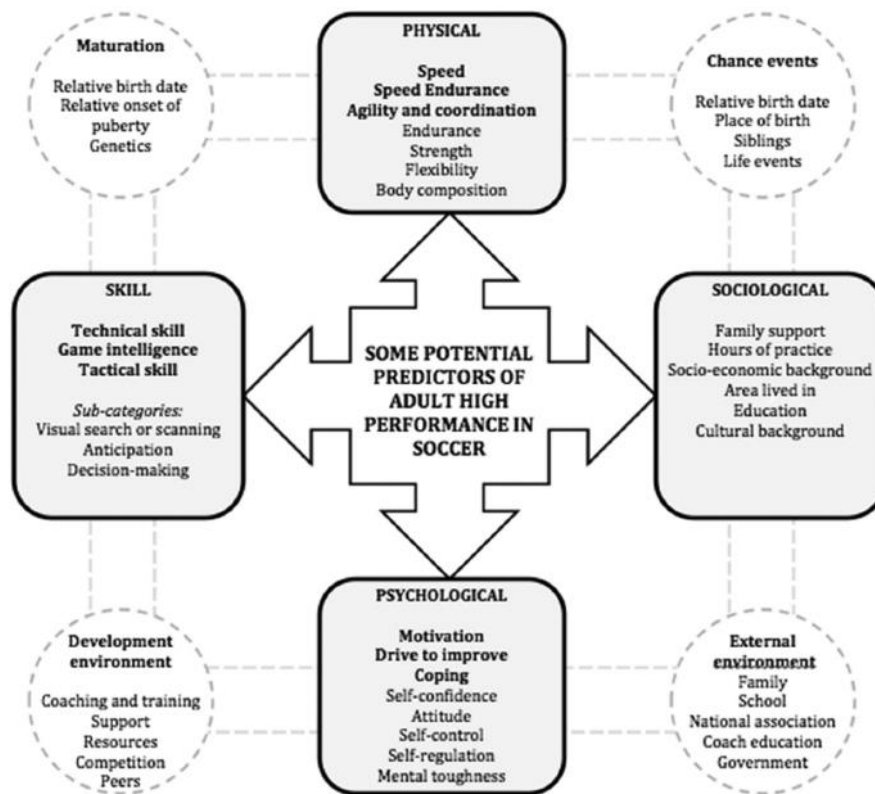 Maturation
Relative birth date
Relative onset of
puberty
Genetics
PHYSICAL
Speed
Speed Endurance
Agility and coordination
Endurance
Strength
Flexibility
Body composition
Chance events
Relative birth date
Place of birth
Siblings
Life events
SKILL
Technical skill
Game intelligence
Tactical skill
Sub-categories:
Visual search or scanning
Anticipation
Decision-making
SOME POTENTIAL
PREDICTORS OF
ADULT HIGH
PERFORMANCE IN
SOCCER
SOCIOLOGICAL
Family support
Hours of practice
Socio-economic background
Area lived in
Education
Cultural background
Development
environment
Coaching and training
Support
Resources
Competition
Peers
PSYCHOLOGICAL
Motivation
Drive to improve
Coping
Self-confidence
Attitude
Self-control
Self-regulation
Mental toughness
External
environment
Family
School
National association
Coach education
Government